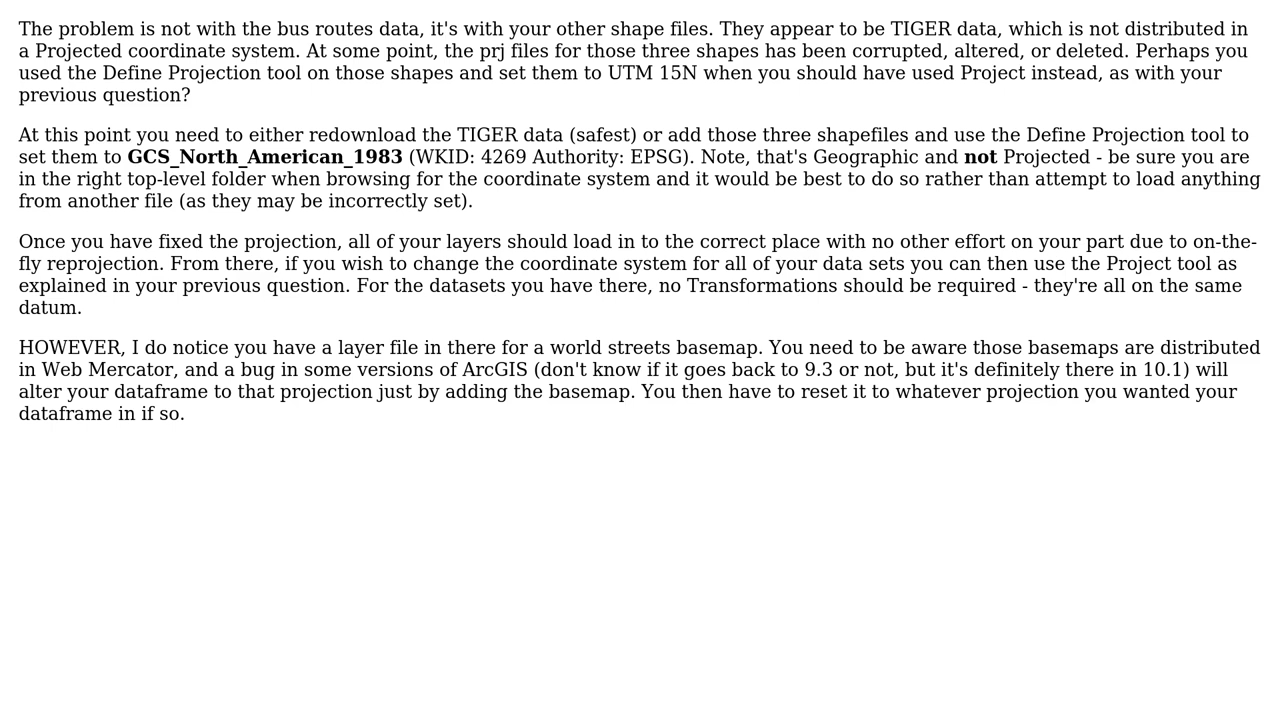 The problem is not with the bus routes data, it's with your other shape files. They appear to be TIGER data, which is not distributed in
a Projected coordinate system. At some point, the prj files for those three shapes has been corrupted, altered, or deleted. Perhaps you
used the Define Projection tool on those shapes and set them to UTM 15N when you should have used Project instead, as with your
previous question?
At this point you need to either redownload the TIGER data (safest) or add those three shapefiles and use the Define Projection tool to
set them to GCS_North_American_1983 (WKID: 4269 Authority: EPSG). Note, that's Geographic and not Projected - be sure you are
in the right top-level folder when browsing for the coordinate system and it would be best to do so rather than attempt to load anything
from another file (as they may be incorrectly set).
Once you have fixed the projection, all of your layers should load in to the correct place with no other effort on your part due to on-the-
fly reprojection. From there, if you wish to change the coordinate system for all of your data sets you can then use the Project tool as
explained in your previous question. For the datasets you have there, no Transformations should be required - they're all on the same
datum.
HOWEVER, I do notice you have a layer file in there for a world streets basemap. You need to be aware those basemaps are distributed
in Web Mercator, and a bug in some versions of ArcGIS (don't know if it goes back to 9.3 or not, but it's definitely there in 10.1) will
alter your dataframe to that projection just by adding the basemap. You then have to reset it to whatever projection you wanted your
dataframe in if so.